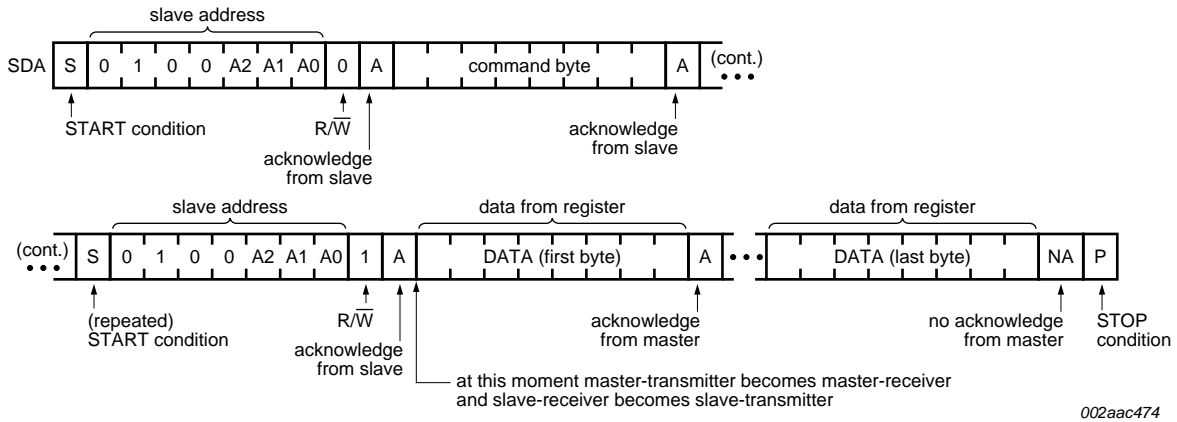 slave address
SDA S 0 1 0 0 A2 A1 A0 0 A command byte A (cont.)
START condition R/W̅ acknowledge from slave acknowledge from slave
slave address data from register data from register
(cont.) S 0 1 0 0 A2 A1 A0 1 A DATA (first byte) A DATA (last byte) NA P
(repeated) START condition R/W̅ acknowledge from slave acknowledge from master no acknowledge from master STOP condition
at this moment master-transmitter becomes master-receiver
and slave-receiver becomes slave-transmitter
002aac474